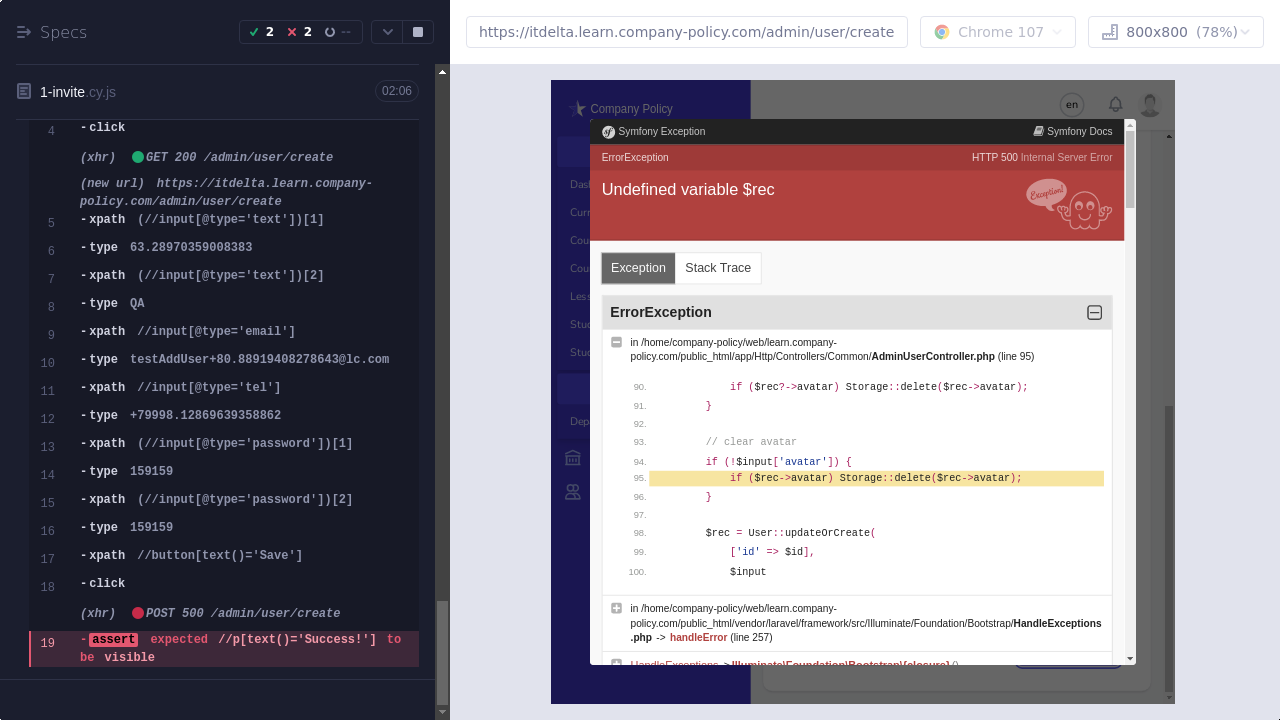 Specs
2
2
--
https://itdelta.learn.company-policy.com/admin/user/create
Chrome 107
800x800 (78%)
1-invite.cy.js
02:06
4 -click
(xhr) GET 200 /admin/user/create
(new url) https://itdelta.learn.company-
policy.com/admin/user/create
5 -xpath (//input[@type='text'])[1]
6 -type 63.28970359008383
7 -xpath (//input[@type='text'])[2]
8 -type QA
9 -xpath //input[@type='email']
10 -type testAddUser+80.88919408278643@lc.com
11 -xpath //input[@type='tel']
12 -type +79998.12869639358862
13 -xpath (//input[@type='password'])[1]
14 -type 159159
15 -xpath (//input[@type='password'])[2]
16 -type 159159
17 -xpath //button[text()='Save']
18 -click
(xhr) POST 500 /admin/user/create
19 -assert expected //p[text()='Success!'] to
be visible
Company Policy
en
Symfony Exception
Symfony Docs
ErrorException
HTTP 500 Internal Server Error
Undefined variable $rec
Exception!
Exception
Stack Trace
ErrorException
in /home/company-policy/web/learn.company-
policy.com/public_html/app/Http/Controllers/Common/AdminUserController.php (line 95)
90. if ($rec?->avatar) Storage::delete($rec->avatar);
91. }
92.
93. // clear avatar
94. if (!$input['avatar']) {
95. if ($rec->avatar) Storage::delete($rec->avatar);
96. }
97.
98. $rec = User::updateOrCreate(
99. ['id' => $id],
100. $input
in /home/company-policy/web/learn.company-
policy.com/public_html/vendor/laravel/framework/src/Illuminate/Foundation/Bootstrap/HandleExceptions
.php -> handleError (line 257)
HandleExceptions->Illuminate\Foundation\Bootstrap\{closure}()